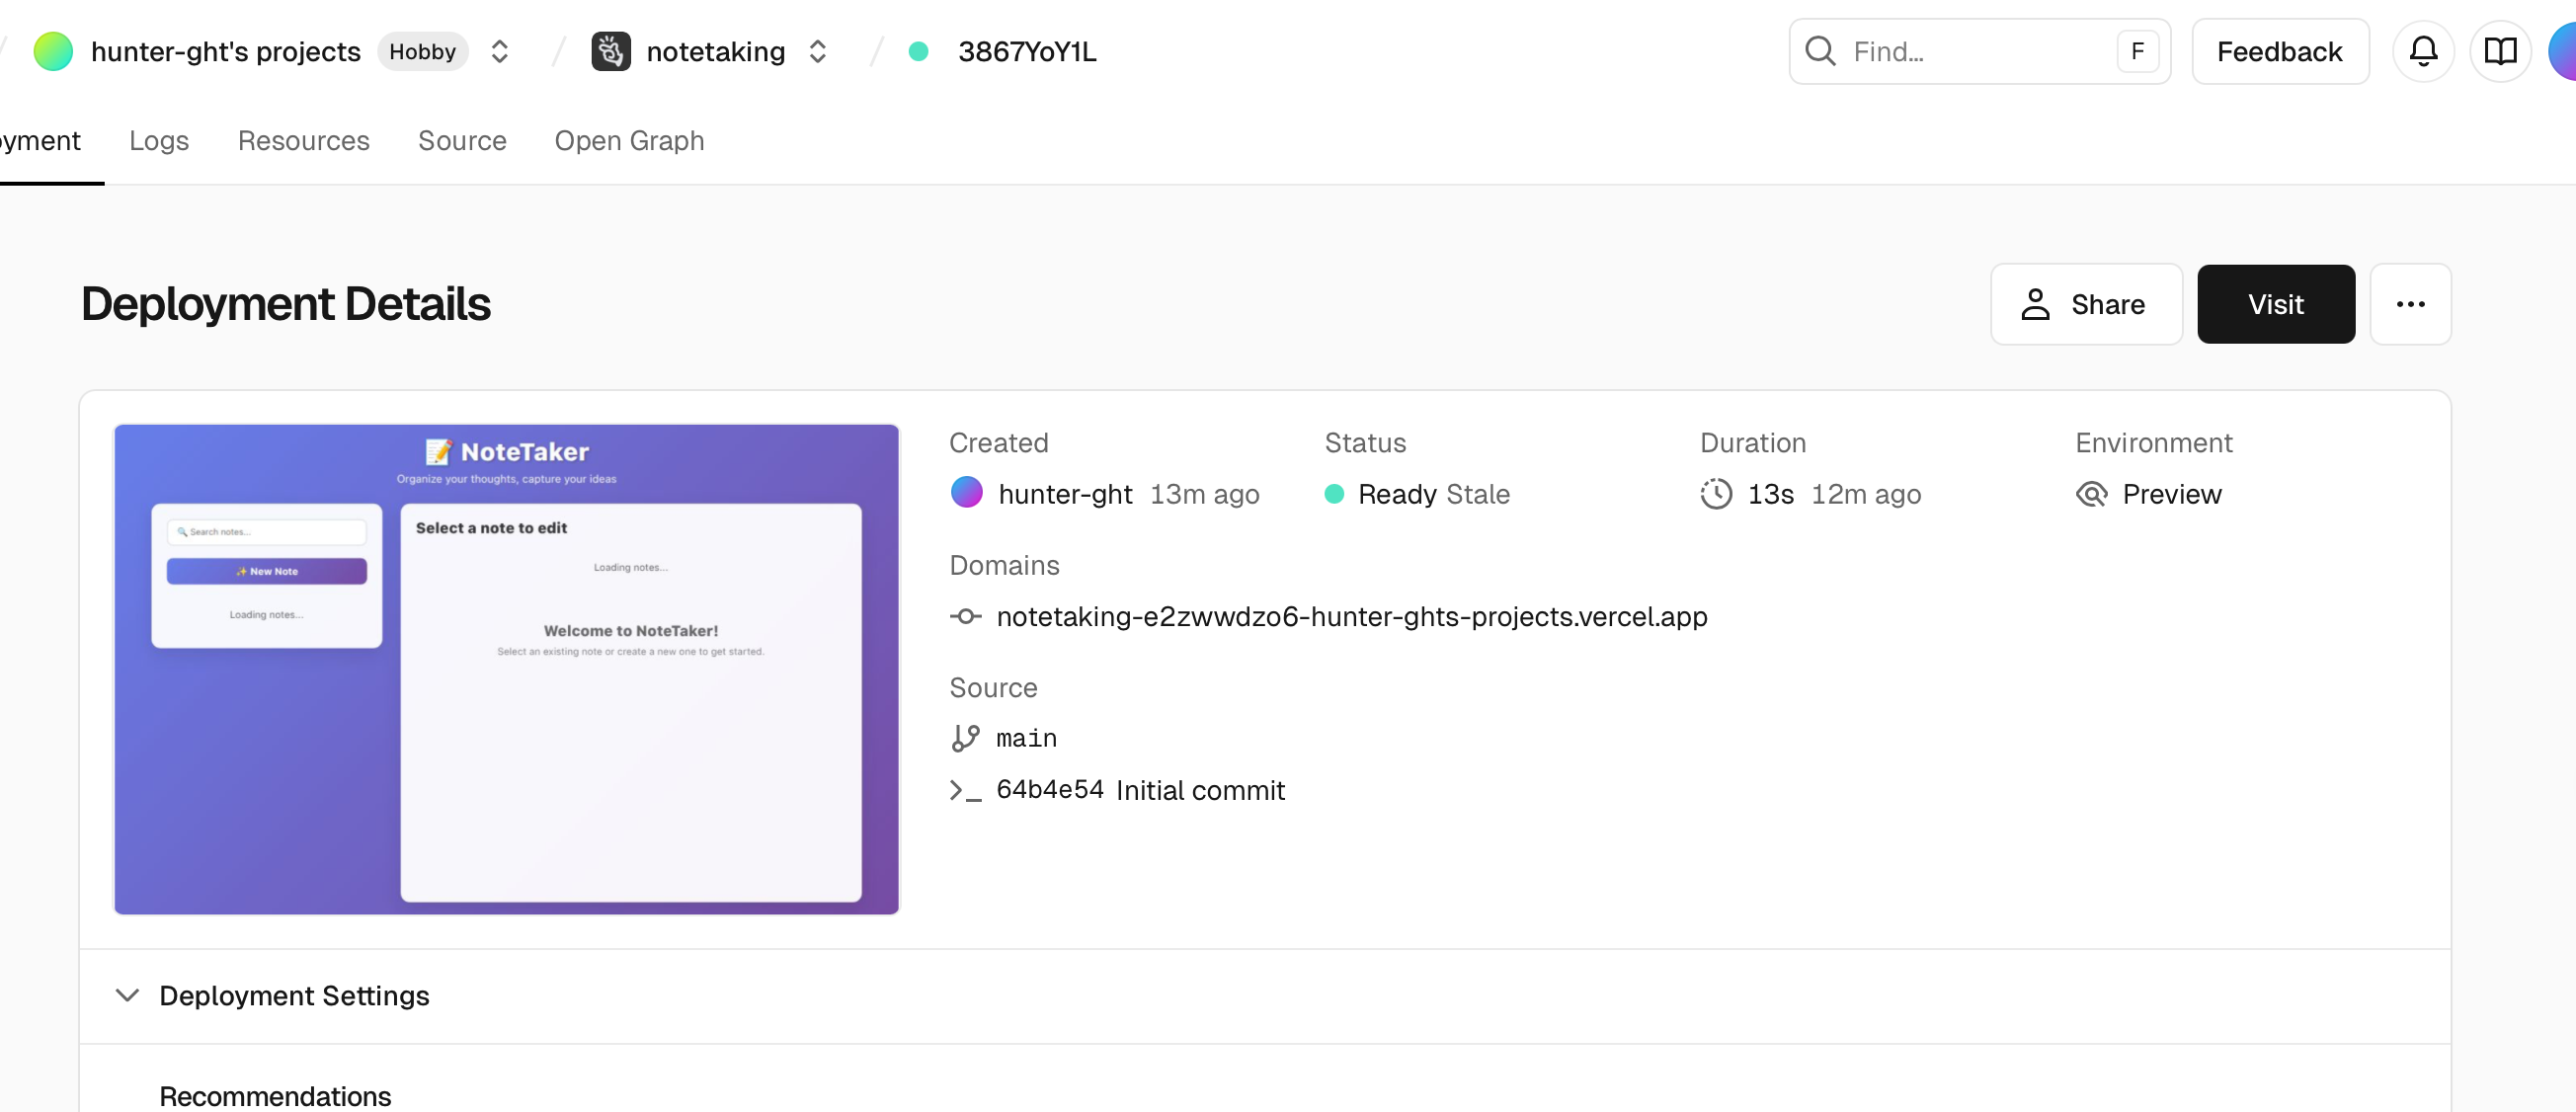 hunter-ght's projects Hobby / notetaking / 3867YoY1L Find... F Feedback
oyment Logs Resources Source Open Graph
Deployment Details Share Visit
📝 NoteTaker
Organize your thoughts, capture your ideas
🔍 Search notes...
✨ New Note
Loading notes...
Select a note to edit
Loading notes...
Welcome to NoteTaker!
Select an existing note or create a new one to get started.
Created Status Duration Environment
hunter-ght 13m ago Ready Stale 13s 12m ago Preview
Domains
notetaking-e2zwwdzo6-hunter-ghts-projects.vercel.app
Source
main
64b4e54 Initial commit
Deployment Settings
Recommendations